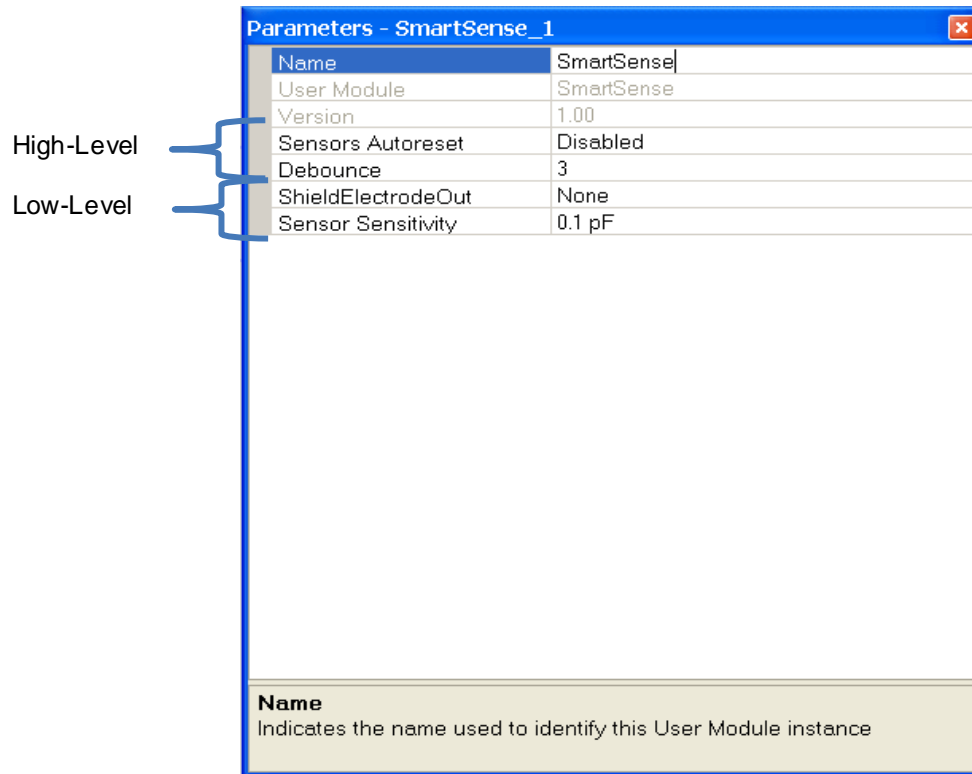 Parameters - SmartSense_1
Name SmartSense
User Module SmartSense
Version 1.00
High-Level
Sensors Autoreset Disabled
Debounce 3
Low-Level
ShieldElectrodeOut None
Sensor Sensitivity 0.1 pF
Name
Indicates the name used to identify this User Module instance